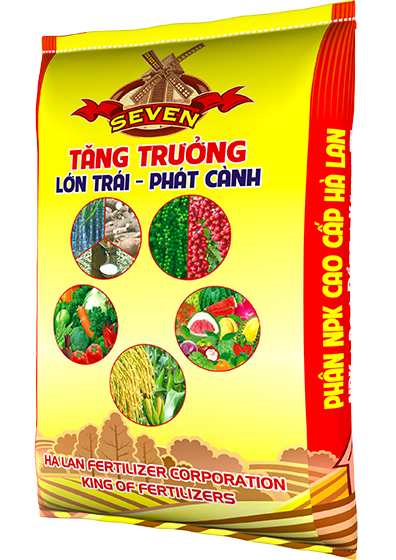 SEVEN
TĂNG TRƯỞNG
LỚN TRÁI - PHÁT CÀNH
HA LAN FERTILIZER CORPORATION
KING OF FERTILIZERS
PHÂN NPK CAO CẤP HÀ LAN